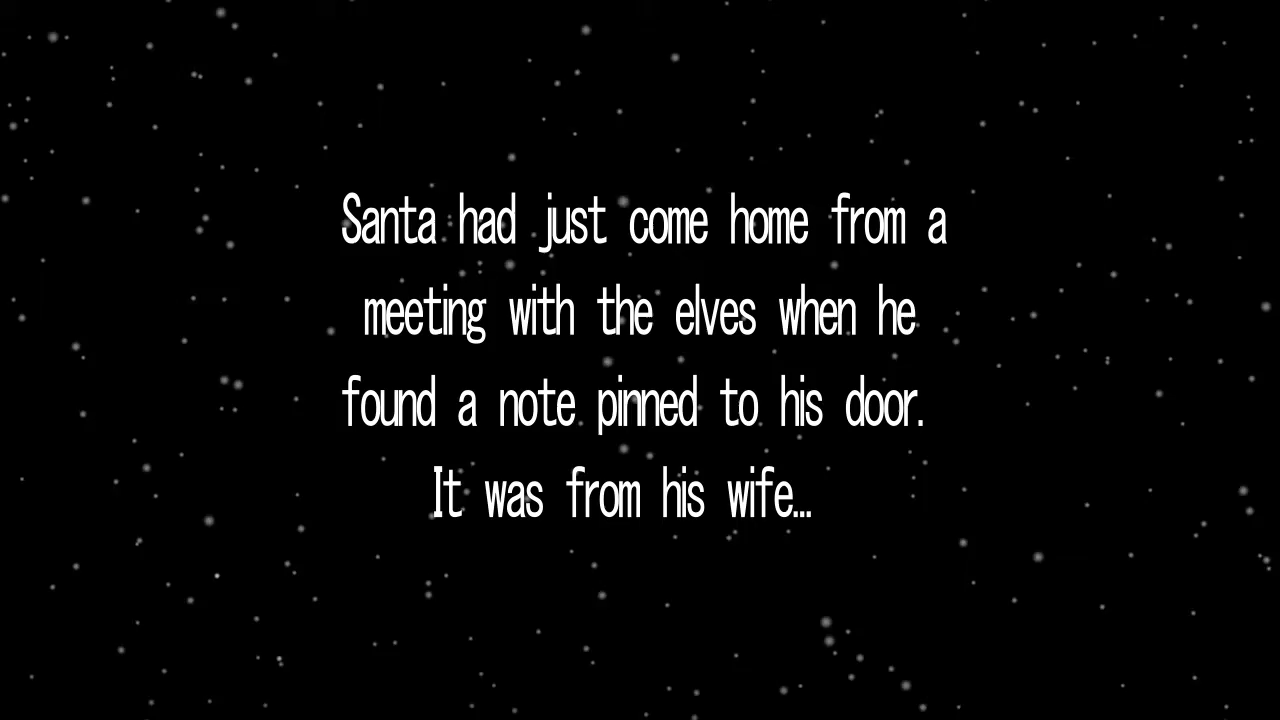 Santa had just come home from a
meeting with the elves when he
found a note pinned to his door.
It was from his wife...